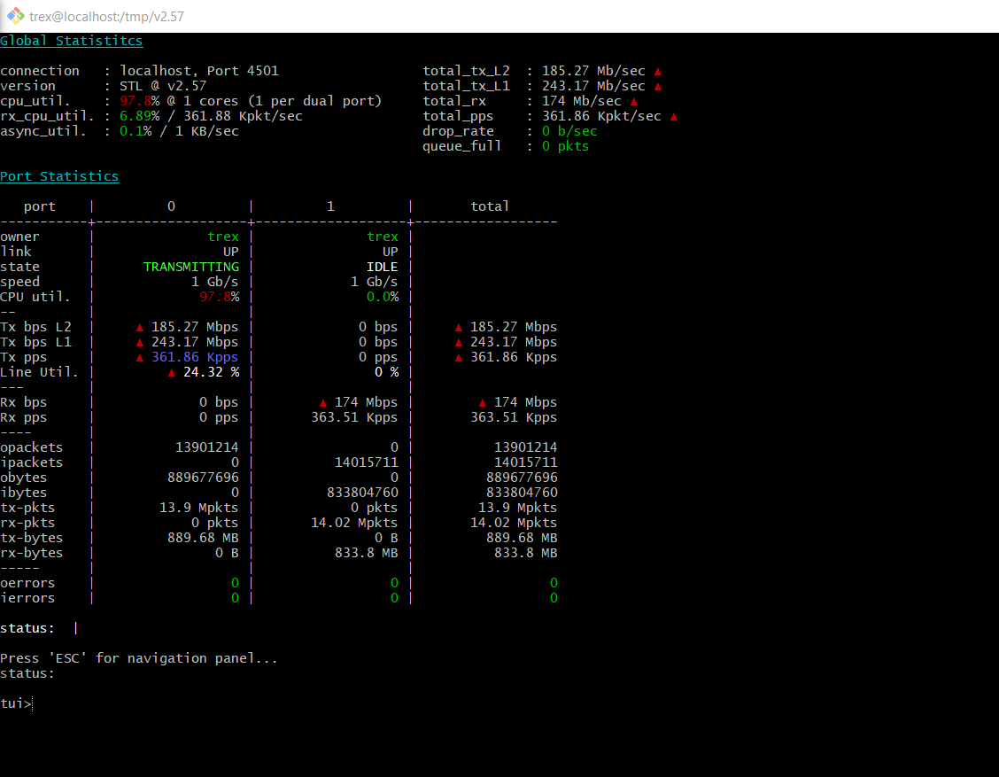 trex@localhost:/tmp/v2.57
Global Statistitcs
connection   : localhost, Port 4501                  total_tx_L2  : 185.27 Mb/sec ▲
version      : STL @ v2.57                           total_tx_L1  : 243.17 Mb/sec ▲
cpu_util.    : 97.8% @ 1 cores (1 per dual port)     total_rx     : 174 Mb/sec ▲
rx_cpu_util. : 6.89% / 361.88 Kpkt/sec               total_pps    : 361.86 Kpkt/sec ▲
async_util.  : 0.1% / 1 KB/sec                       drop_rate    : 0 b/sec
                                                     queue_full   : 0 pkts
Port Statistics
   port    |         0         |         1         |       total
-----------+-------------------+-------------------+------------------
owner      |              trex |              trex |
link       |                UP |                UP |
state      |      TRANSMITTING |              IDLE |
speed      |            1 Gb/s |            1 Gb/s |
CPU util.  |             97.8% |              0.0% |
--         |                   |                   |
Tx bps L2  |     ▲ 185.27 Mbps |             0 bps |     ▲ 185.27 Mbps
Tx bps L1  |     ▲ 243.17 Mbps |             0 bps |     ▲ 243.17 Mbps
Tx pps     |     ▲ 361.86 Kpps |             0 pps |     ▲ 361.86 Kpps
Line Util. |         ▲ 24.32 % |               0 % |
---        |                   |                   |
Rx bps     |             0 bps |        ▲ 174 Mbps |        ▲ 174 Mbps
Rx pps     |             0 pps |       363.51 Kpps |       363.51 Kpps
----       |                   |                   |
opackets   |          13901214 |                 0 |          13901214
ipackets   |                 0 |          14015711 |          14015711
obytes     |         889677696 |                 0 |         889677696
ibytes     |                 0 |         833804760 |         833804760
tx-pkts    |        13.9 Mpkts |            0 pkts |        13.9 Mpkts
rx-pkts    |            0 pkts |       14.02 Mpkts |       14.02 Mpkts
tx-bytes   |         889.68 MB |               0 B |         889.68 MB
rx-bytes   |               0 B |          833.8 MB |          833.8 MB
-----      |                   |                   |
oerrors    |                 0 |                 0 |                 0
ierrors    |                 0 |                 0 |                 0
status:  |
Press 'ESC' for navigation panel...
status:
tui>